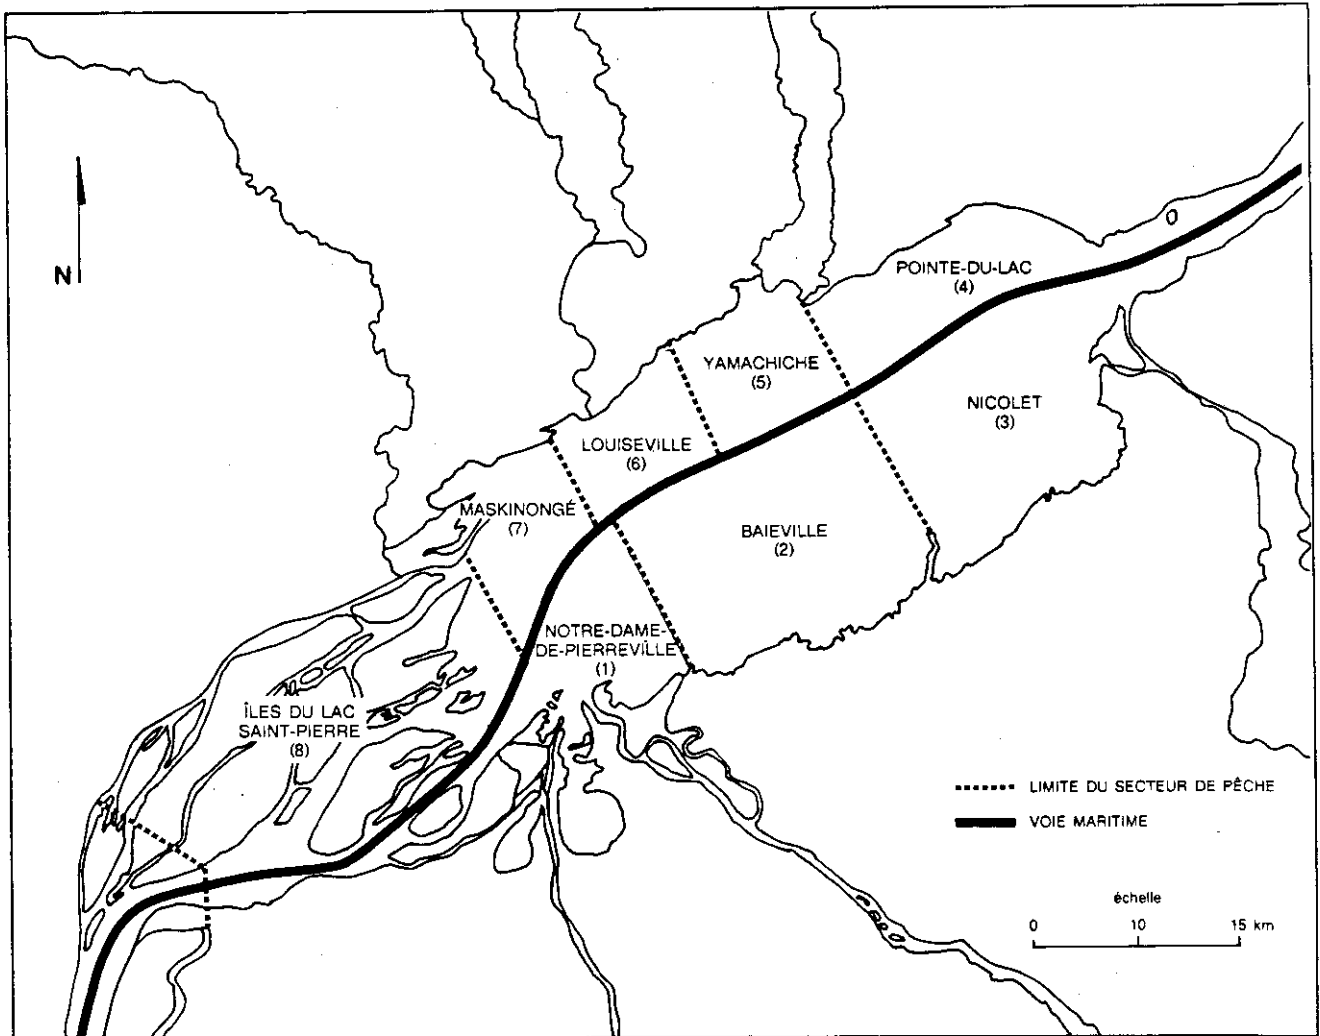 N
POINTE-DU-LAC
(4)
YAMACHICHE
(5)
NICOLET
(3)
LOUISEVILLE
(6)
MASKINONGÉ
(7)
BAIEVILLE
(2)
NOTRE-DAME-
DE-PIERREVILLE
(1)
ÎLES DU LAC
SAINT-PIERRE
(8)
LIMITE DU SECTEUR DE PÊCHE
VOIE MARITIME
échelle
0 10 15 km